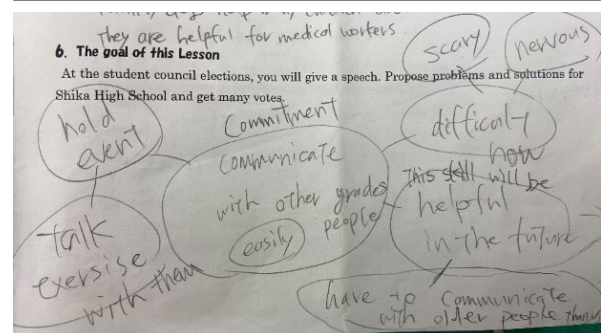 They are helpful for medical workers
6. The goal of this Lesson
At the student council elections, you will give a speech. Propose problems and solutions for
Shika High School and get many votes.
scary
nervous
hold
event
Commitment
communicate
with other grades
people
easily
difficulty
now
This skill will be
helpful
in the future
talk
exersise
with them
have to communicate
with older people than us